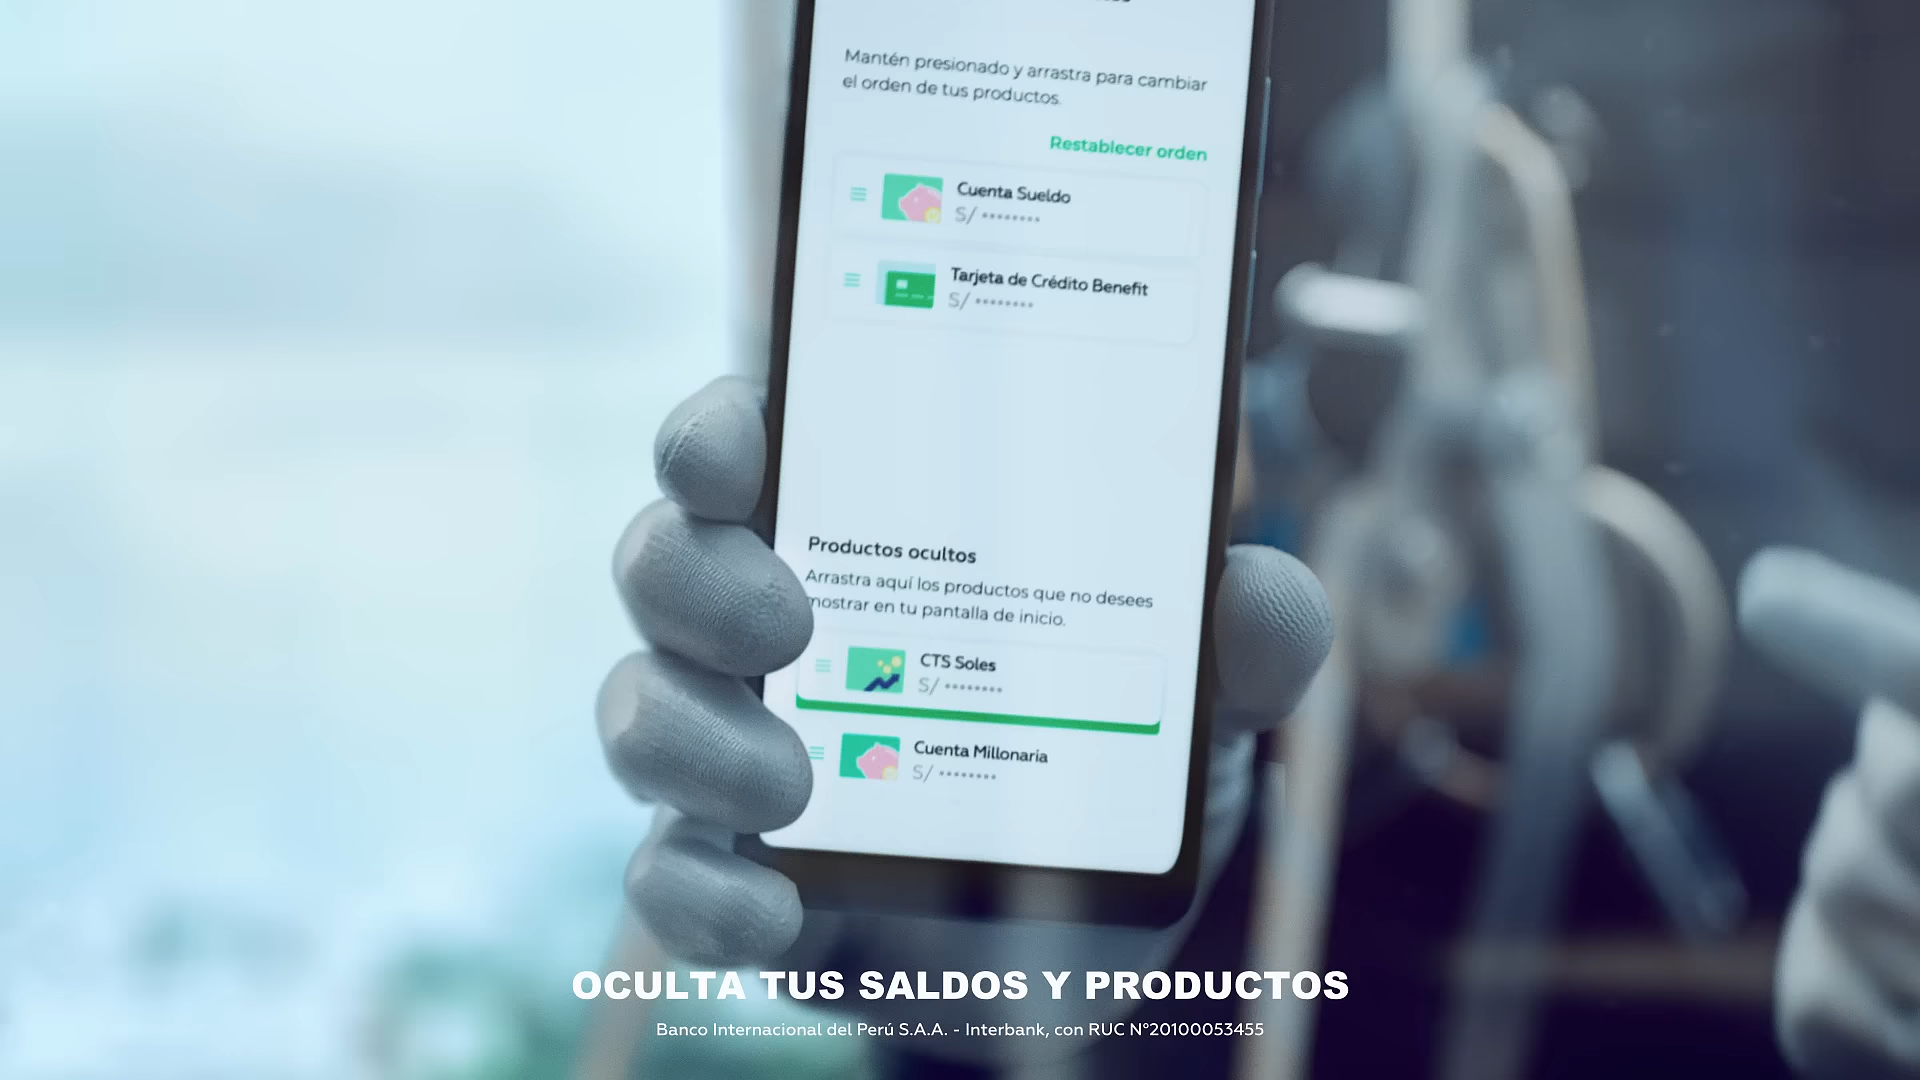 Mantén presionado y arrastra para cambiar
el orden de tus productos.
Restablecer orden
Cuenta Sueldo
S/ ••••••••
Tarjeta de Crédito Benefit
S/ ••••••••
Productos ocultos
Arrastra aquí los productos que no desees
mostrar en tu pantalla de inicio.
CTS Soles
S/ ••••••••
Cuenta Millonaria
S/ ••••••••
OCULTA TUS SALDOS Y PRODUCTOS
Banco Internacional del Perú S.A.A. - Interbank, con RUC N°20100053455